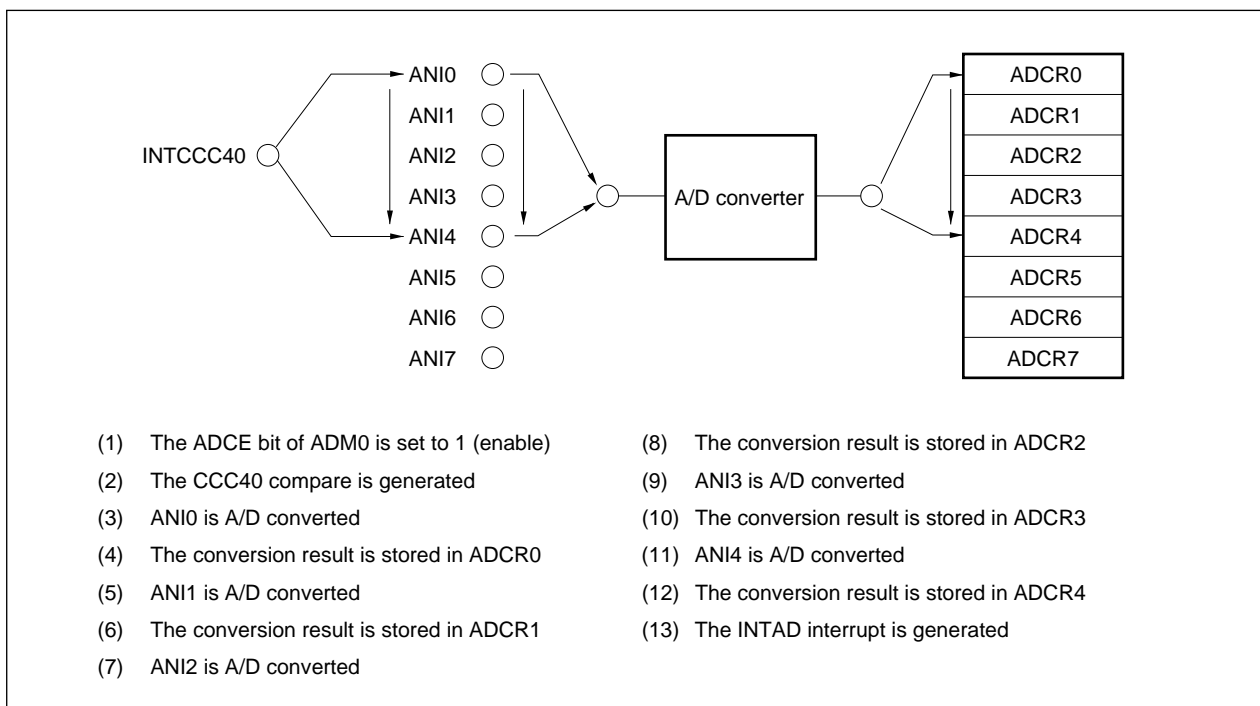 ANI0
ANI1
ANI2
ANI3
ANI4
ANI5
ANI6
ANI7
INTCCC40
A/D converter
ADCR0
ADCR1
ADCR2
ADCR3
ADCR4
ADCR5
ADCR6
ADCR7
(1) The ADCE bit of ADM0 is set to 1 (enable)
(2) The CCC40 compare is generated
(3) ANI0 is A/D converted
(4) The conversion result is stored in ADCR0
(5) ANI1 is A/D converted
(6) The conversion result is stored in ADCR1
(7) ANI2 is A/D converted
(8) The conversion result is stored in ADCR2
(9) ANI3 is A/D converted
(10) The conversion result is stored in ADCR3
(11) ANI4 is A/D converted
(12) The conversion result is stored in ADCR4
(13) The INTAD interrupt is generated